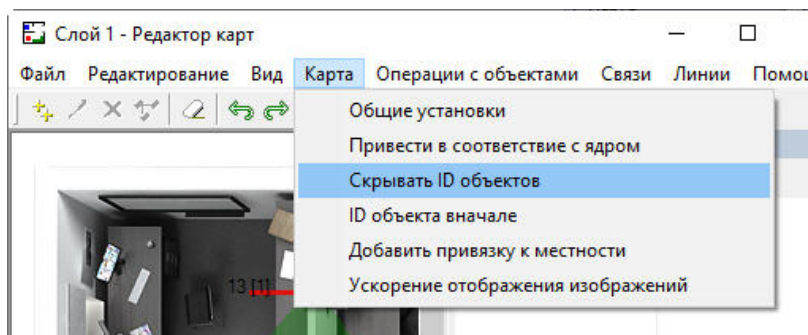 Слой 1 - Редактор карт
Файл Редактирование Вид Карта Операции с объектами Связи Линии
Общие установки
Привести в соответствие с ядром
Скрывать ID объектов
ID объекта вначале
Добавить привязку к местности
Ускорение отображения изображений
13 [1]